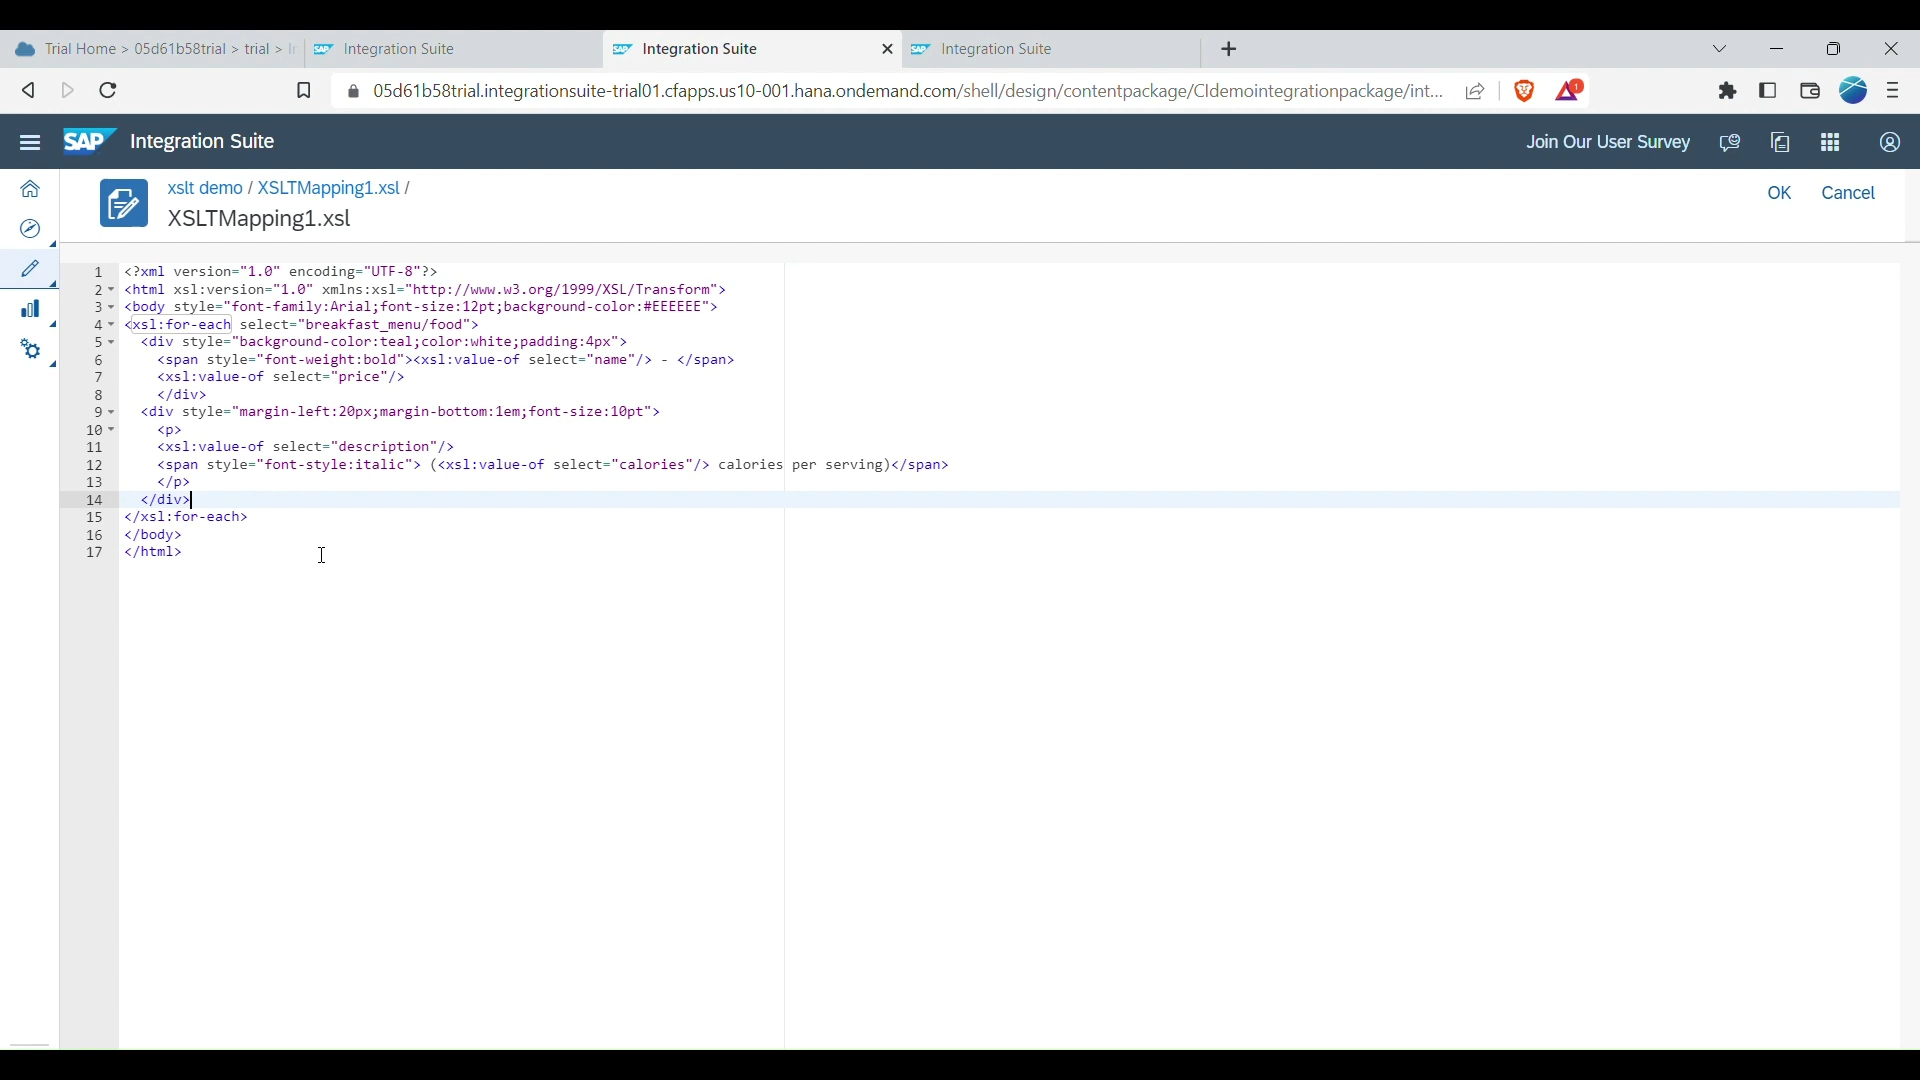 Trial Home > 05d61b58trial > trial > In
Integration Suite
Integration Suite
Integration Suite
05d61b58trial.integrationsuite-trial01.cfapps.us10-001.hana.ondemand.com/shell/design/contentpackage/CIdemointegrationpackage/int...
1
SAP Integration Suite
Join Our User Survey
xslt demo / XSLTMapping1.xsl /
XSLTMapping1.xsl
OK Cancel
1 <?xml version="1.0" encoding="UTF-8"?>
2 <html xsl:version="1.0" xmlns:xsl="http://www.w3.org/1999/XSL/Transform">
3 <body style="font-family:Arial;font-size:12pt;background-color:#EEEEEE">
4 <xsl:for-each select="breakfast_menu/food">
5 <div style="background-color:teal;color:white;padding:4px">
6 <span style="font-weight:bold"><xsl:value-of select="name"/> - </span>
7 <xsl:value-of select="price"/>
8 </div>
9 <div style="margin-left:20px;margin-bottom:1em;font-size:10pt">
10 <p>
11 <xsl:value-of select="description"/>
12 <span style="font-style:italic"> (<xsl:value-of select="calories"/> calories per serving)</span>
13 </p>
14 </div>
15 </xsl:for-each>
16 </body>
17 </html>